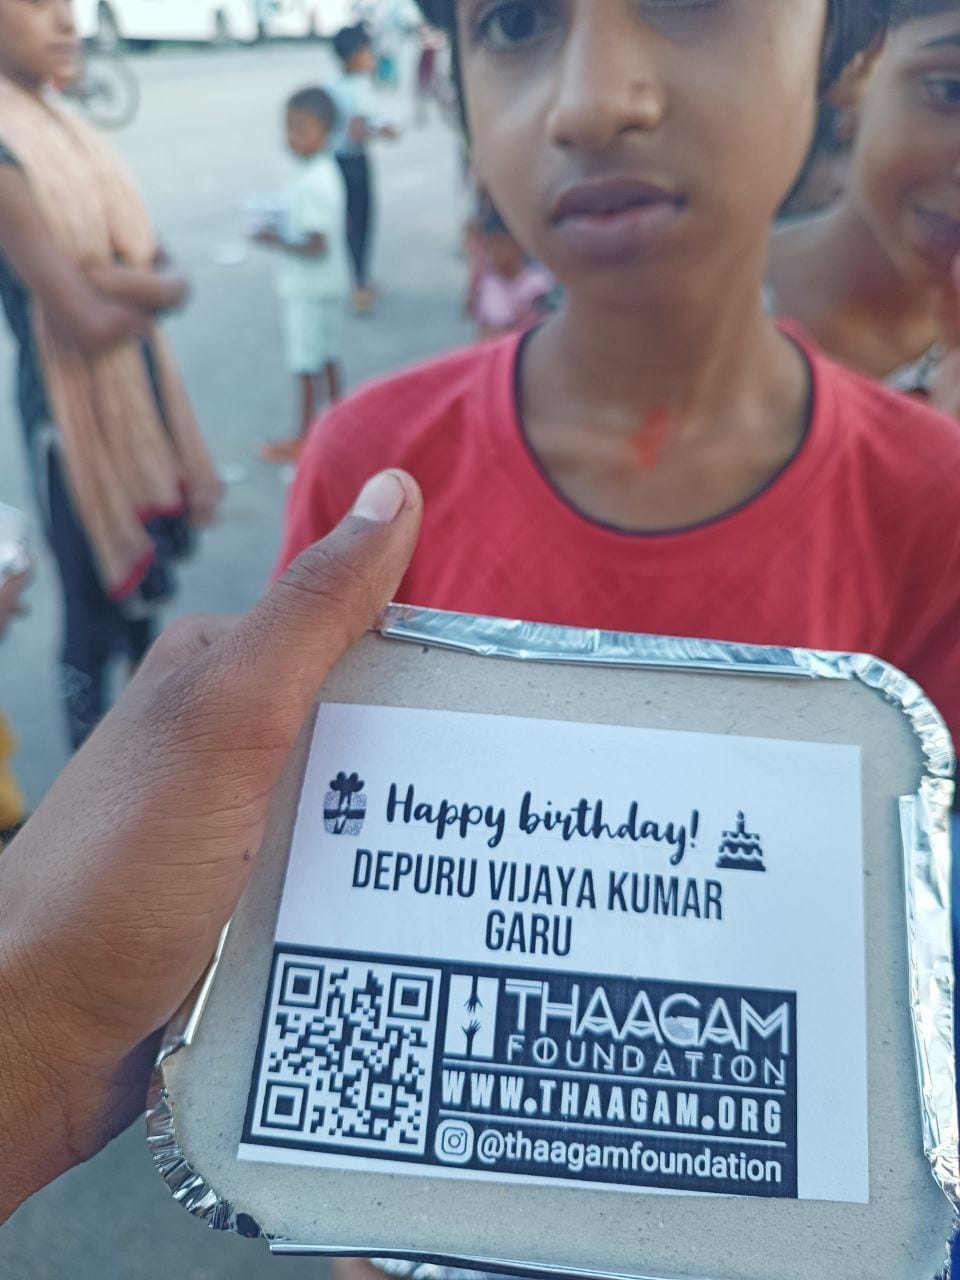 Happy birthday!
DEPURU VIJAYA KUMAR
GARU
THAAGAM
FOUNDATION
WWW.THAAGAM.ORG
@thaagamfoundation